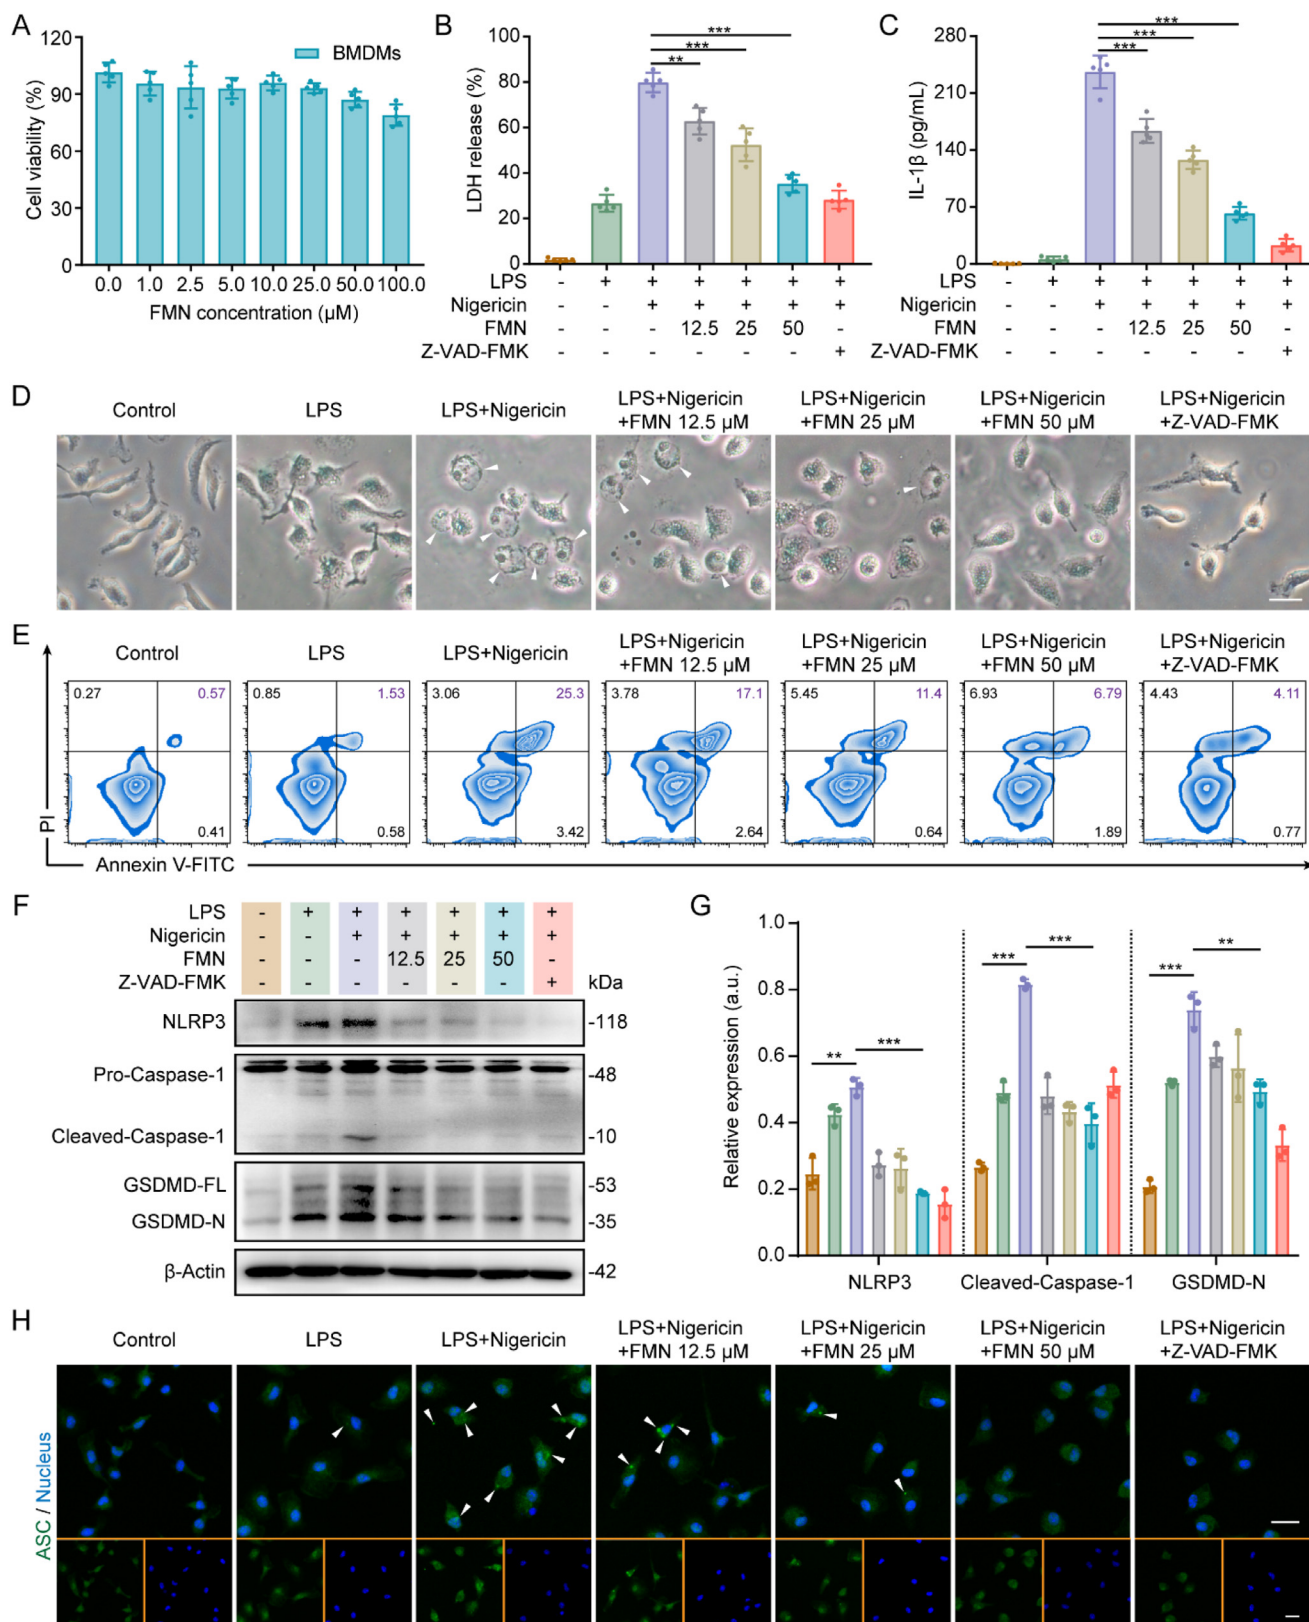 A
120
90
60
30
0
Cell viability (%)
BMDMs
0.0 1.0 2.5 5.0 10.0 25.0 50.0 100.0
FMN concentration (µM)
B
100
80
60
40
20
0
LDH release (%)
*** 
***
**
LPS - + + + + + +
Nigericin - - + + + + +
FMN - - - 12.5 25 50 -
Z-VAD-FMK - - - - - - +
C
280
210
140
70
0
IL-1β (pg/mL)
***
***
***
LPS - + + + + + +
Nigericin - - + + + + +
FMN - - - 12.5 25 50 -
Z-VAD-FMK - - - - - - +
D
Control
LPS
LPS+Nigericin
LPS+Nigericin
+FMN 12.5 µM
LPS+Nigericin
+FMN 25 µM
LPS+Nigericin
+FMN 50 µM
LPS+Nigericin
+Z-VAD-FMK
E
Control
LPS
LPS+Nigericin
LPS+Nigericin
+FMN 12.5 µM
LPS+Nigericin
+FMN 25 µM
LPS+Nigericin
+FMN 50 µM
LPS+Nigericin
+Z-VAD-FMK
0.27 0.57
0.41
0.85 1.53
0.58
3.06 25.3
3.42
3.78 17.1
2.64
5.45 11.4
0.64
6.93 6.79
1.89
4.43 4.11
0.77
PI
Annexin V-FITC
F
LPS - + + + + + +
Nigericin - - + + + + +
FMN - - - 12.5 25 50 -
Z-VAD-FMK - - - - - - + kDa
NLRP3 -118
Pro-Caspase-1 -48
Cleaved-Caspase-1 -10
GSDMD-FL -53
GSDMD-N -35
β-Actin -42
G
1.0
0.8
0.6
0.4
0.2
0.0
Relative expression (a.u.)
** ***
*** ***
*** **
NLRP3 Cleaved-Caspase-1 GSDMD-N
H
Control
LPS
LPS+Nigericin
LPS+Nigericin
+FMN 12.5 µM
LPS+Nigericin
+FMN 25 µM
LPS+Nigericin
+FMN 50 µM
LPS+Nigericin
+Z-VAD-FMK
ASC / Nucleus